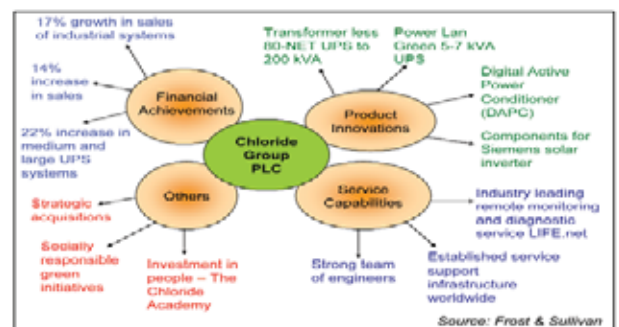 17% growth in sales
of industrial systems
14%
increase
in sales
22% increase in
medium and
large UPS
systems
Financial
Achievements
Transformer less
80-NET UPS to
200 kVA
Power Lan
Green 5-7 kVA
UPS
Digital Active
Power
Conditioner
(DAPC)
Components for
Siemens solar
inverter
Product
Innovations
Chloride
Group
PLC
Others
Strategic
acquisitions
Socially
responsible
green
initiatives
Investment in
people – The
Chloride
Academy
Service
Capabilities
Industry leading
remote monitoring
and diagnostic
service LIFE.net
Strong team
of engineers
Established service
support
infrastructure
worldwide
Source: Frost & Sullivan